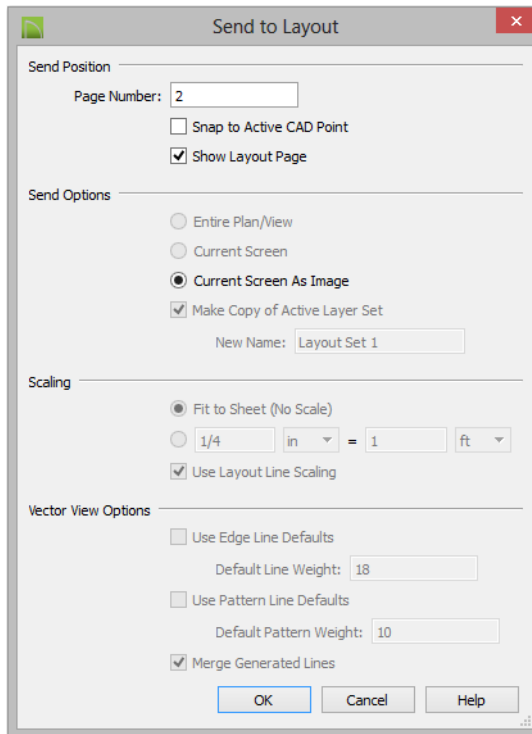 Send to Layout
Send Position
Page Number: 2
Snap to Active CAD Point
Show Layout Page
Send Options
Entire Plan/View
Current Screen
Current Screen As Image
Make Copy of Active Layer Set
New Name: Layout Set 1
Scaling
Fit to Sheet (No Scale)
1/4 in = 1 ft
Use Layout Line Scaling
Vector View Options
Use Edge Line Defaults
Default Line Weight: 18
Use Pattern Line Defaults
Default Pattern Weight: 10
Merge Generated Lines
OK Cancel Help